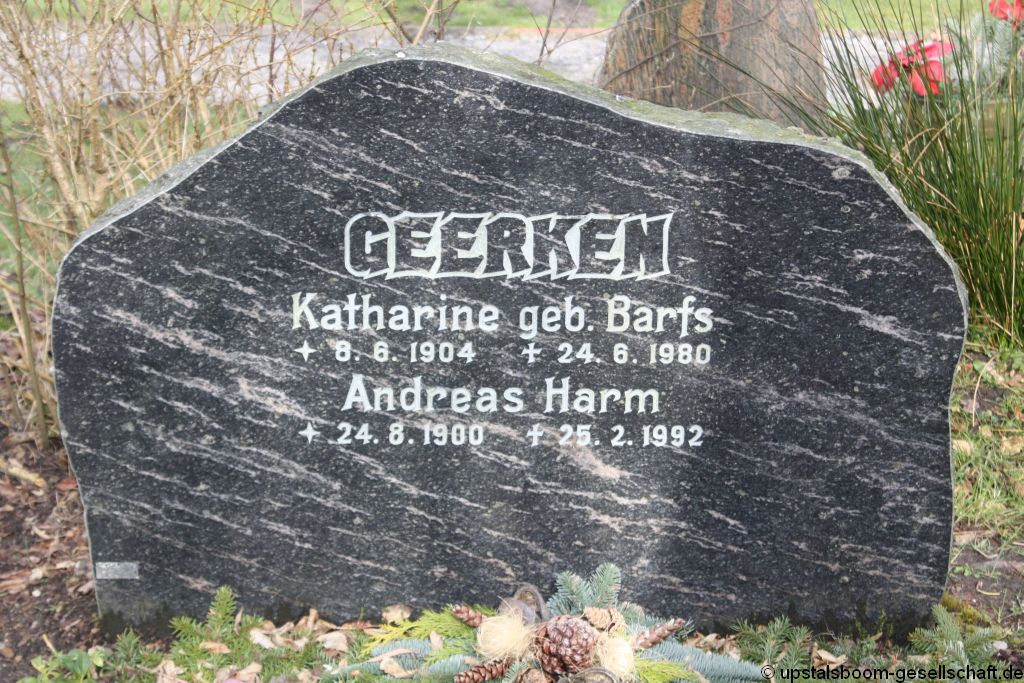 GEERKEN
Katharine geb. Barfs
✦ 8. 6. 1904 ✝ 24. 6. 1980
Andreas Harm
✦ 24. 8. 1900 ✝ 25. 2. 1992
© upstalsboom-gesellschaft.de